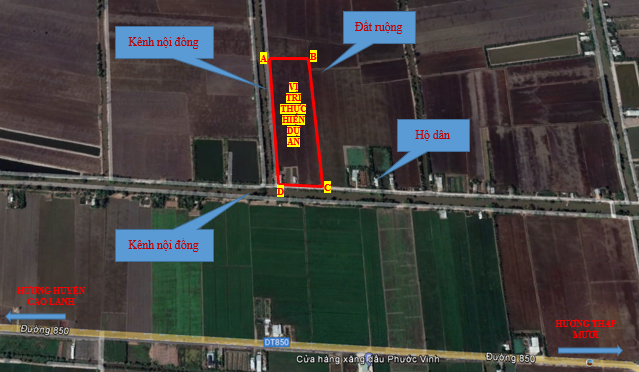 Đất ruộng
Kênh nội đồng
A
B
VỊ
TRÍ
THỰC
HIỆN
DỰ
ÁN
Hộ dân
D
C
Kênh nội đồng
HƯỚNG HUYỆN
CAO LÃNH
HƯỚNG THÁP
MƯỜI
Đường 850
DT850
Cửa hàng xăng dầu Phước Vinh
Đường 850